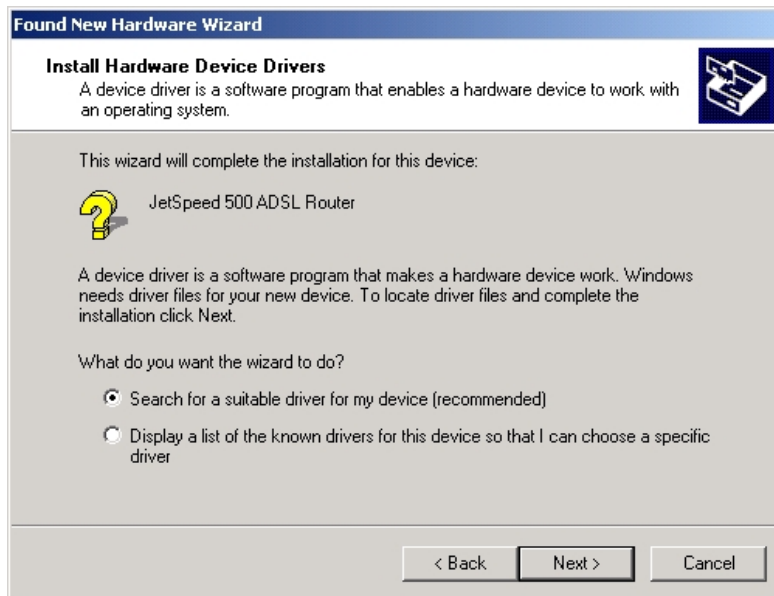 Found New Hardware Wizard
Install Hardware Device Drivers
A device driver is a software program that enables a hardware device to work with
an operating system.
This wizard will complete the installation for this device:
JetSpeed 500 ADSL Router
A device driver is a software program that makes a hardware device work. Windows
needs driver files for your new device. To locate driver files and complete the
installation click Next.
What do you want the wizard to do?
Search for a suitable driver for my device (recommended)
Display a list of the known drivers for this device so that I can choose a specific
driver
< Back Next > Cancel